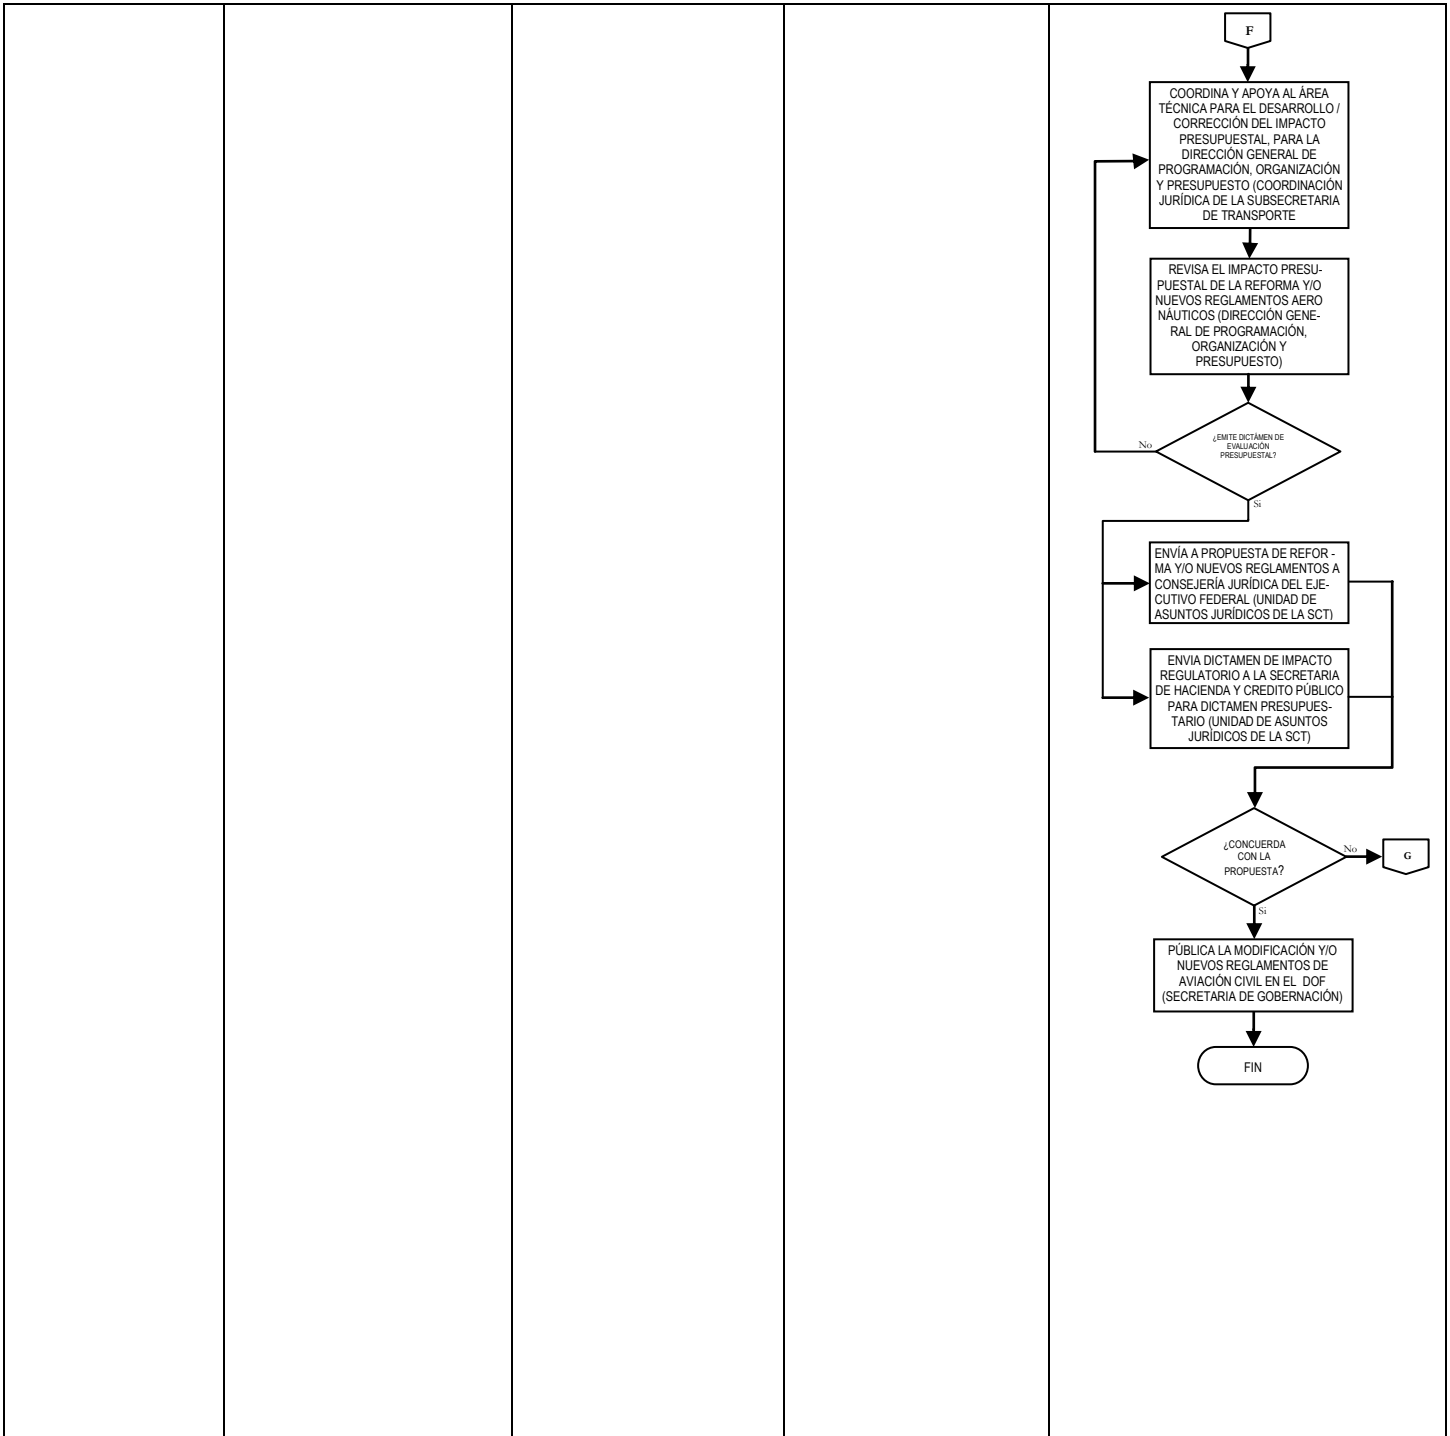 F
COORDINA Y APOYA AL ÁREA
TÉCNICA PARA EL DESARROLLO /
CORRECCIÓN DEL IMPACTO
PRESUPUESTAL, PARA LA
DIRECCIÓN GENERAL DE
PROGRAMACIÓN, ORGANIZACIÓN
Y PRESUPUESTO (COORDINACIÓN
JURÍDICA DE LA SUBSECRETARIA
DE TRANSPORTE
REVISA EL IMPACTO PRESU-
PUESTAL DE LA REFORMA Y/O
NUEVOS REGLAMENTOS AERO
NÁUTICOS (DIRECCIÓN GENE-
RAL DE PROGRAMACIÓN,
ORGANIZACIÓN Y
PRESUPUESTO)
¿EMITE DICTÁMEN DE
EVALUACIÓN
PRESUPUESTAL?
No
Si
ENVÍA A PROPUESTA DE REFOR -
MA Y/O NUEVOS REGLAMENTOS A
CONSEJERÍA JURÍDICA DEL EJE-
CUTIVO FEDERAL (UNIDAD DE
ASUNTOS JURÍDICOS DE LA SCT)
ENVIA DICTAMEN DE IMPACTO
REGULATORIO A LA SECRETARIA
DE HACIENDA Y CREDITO PÚBLICO
PARA DICTAMEN PRESUPUES-
TARIO (UNIDAD DE ASUNTOS
JURÍDICOS DE LA SCT)
¿CONCUERDA
CON LA
PROPUESTA?
No
G
Si
PÚBLICA LA MODIFICACIÓN Y/O
NUEVOS REGLAMENTOS DE
AVIACIÓN CIVIL EN EL DOF
(SECRETARIA DE GOBERNACIÓN)
FIN